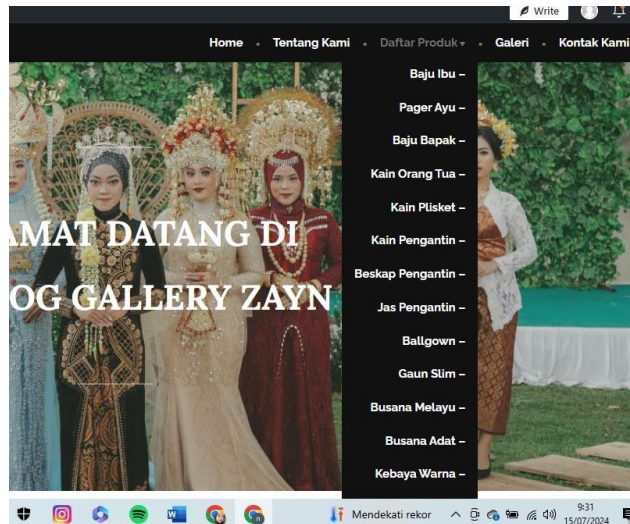 Write
Home • Tentang Kami • Daftar Produk ▾ • Galeri • Kontak Kami
Baju Ibu –
Pager Ayu –
Baju Bapak –
Kain Orang Tua –
Kain Plisket –
Kain Pengantin –
Beskap Pengantin –
Jas Pengantin –
Ballgown –
Gaun Slim –
Busana Melayu –
Busana Adat –
Kebaya Warna –
AMAT DATANG DI
OG GALLERY ZAYN
Mendekati rekor
9:31
15/07/2024